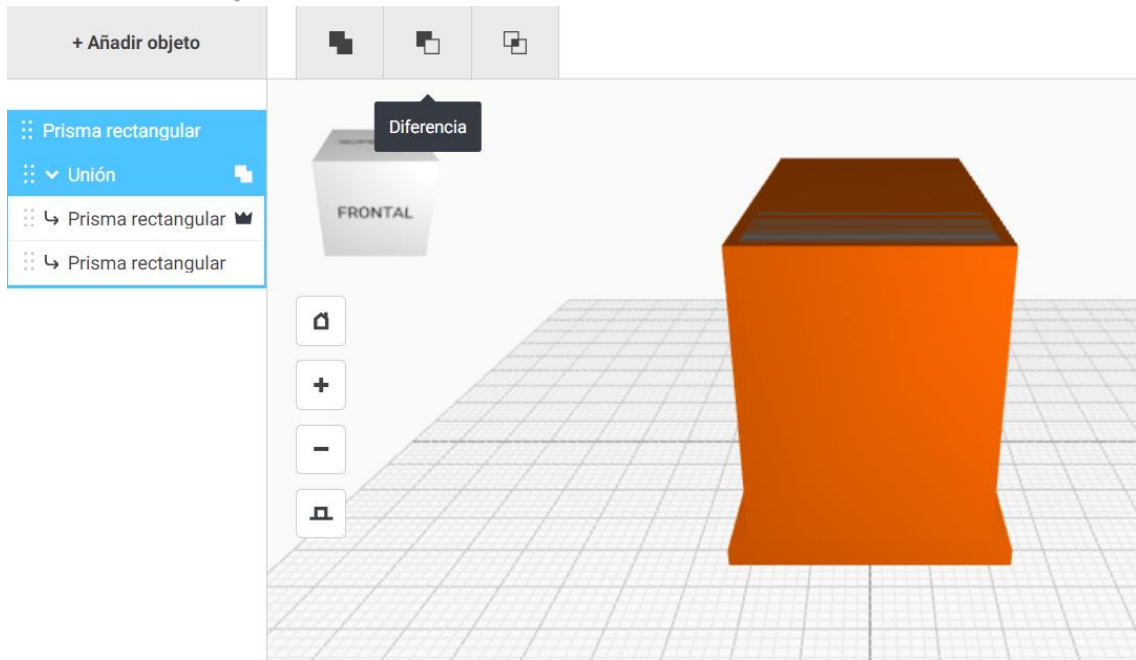 + Añadir objeto
Diferencia
Prisma rectangular
Unión
Prisma rectangular
Prisma rectangular
FRONTAL